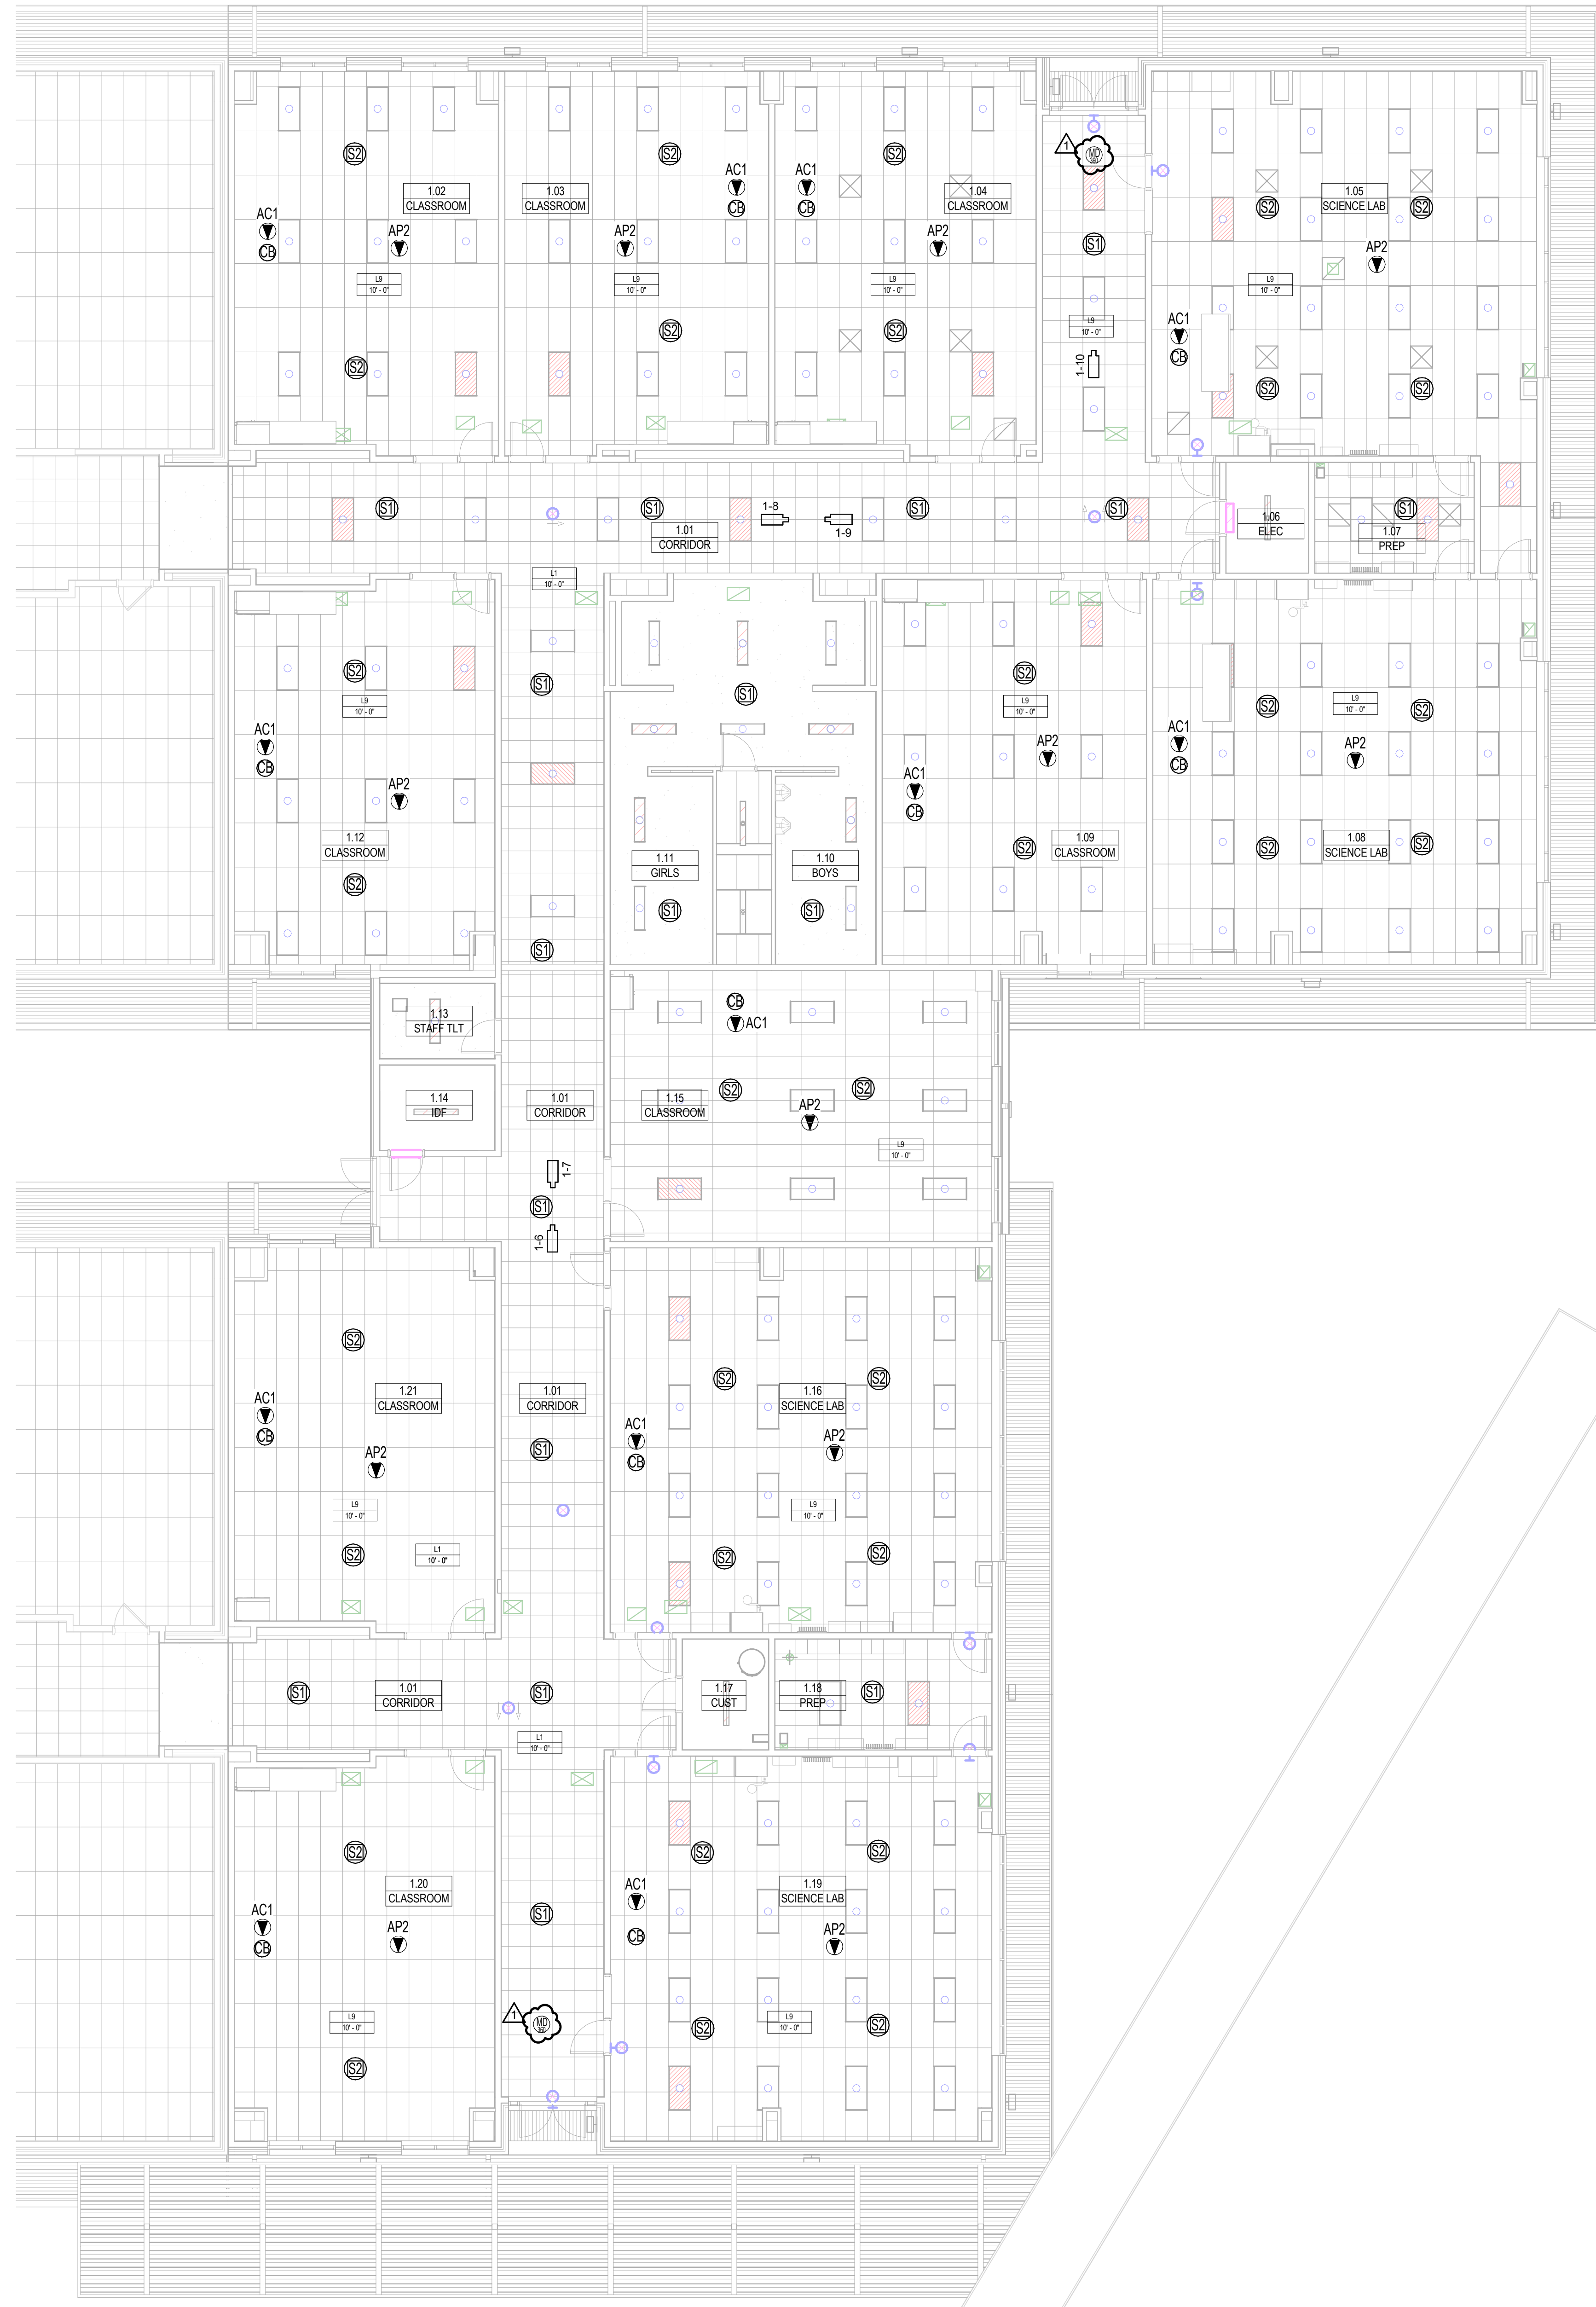 1
MD
S2
S2
S2
1.02
CLASSROOM
1.03
CLASSROOM
AC1
CB
AC1
CB
1.04
CLASSROOM
1.05
SCIENCE LAB
S2
S2
AC1
CB
AP2
AP2
AP2
S1
AP2
L9
10' - 0"
L9
10' - 0"
L9
10' - 0"
L9
10' - 0"
L9
10' - 0"
AC1
CB
S2
S2
S2
1-10
S2
S2
S1
S1
1-8
1-9
S1
S1
S1
1.01
CORRIDOR
1.06
ELEC
1.07
PREP
L1
10' - 0"
S2
S1
S1
S2
L9
10' - 0"
L9
10' - 0"
L9
10' - 0"
S2
S2
AC1
CB
AP2
AC1
CB
AP2
AC1
CB
AP2
1.12
CLASSROOM
1.11
GIRLS
1.10
BOYS
1.09
CLASSROOM
1.08
SCIENCE LAB
S2
S2
S2
S2
S1
S1
S1
CB
AC1
1.13
STAFF TLT
1.14
IDF
1.01
CORRIDOR
1.15
CLASSROOM
S2
S2
AP2
L9
10' - 0"
1-7
S1
1-6
S2
1.21
CLASSROOM
1.01
CORRIDOR
1.16
SCIENCE LAB
S2
S2
AC1
CB
AP2
S1
AC1
CB
AP2
L9
10' - 0"
L9
10' - 0"
S2
L1
10' - 0"
S2
S2
S1
1.01
CORRIDOR
S1
1.17
CUST
1.18
PREP
S1
L1
10' - 0"
S2
S2
S2
1.20
CLASSROOM
1.19
SCIENCE LAB
AC1
CB
AP2
S1
AC1
CB
AP2
L9
10' - 0"
1
MD
L9
10' - 0"
S2
S2
S2